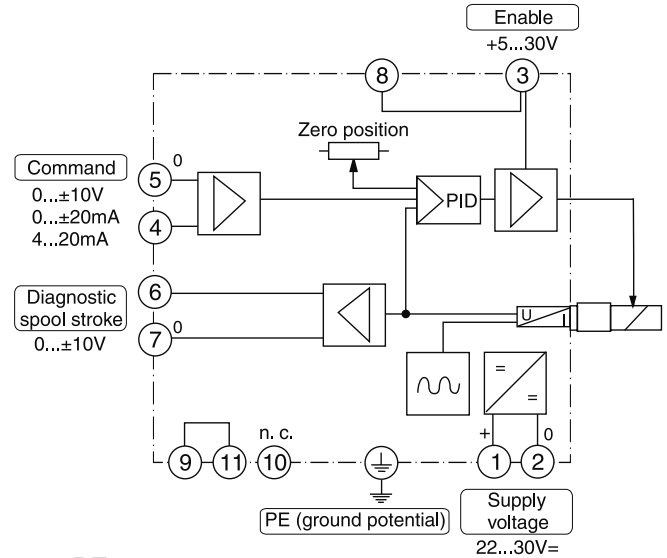 Enable
+5...30V
8
3
Zero position
Command
0...±10V
0...±20mA
4...20mA
5
0
4
PID
Diagnostic
spool stroke
0...±10V
6
7
0
U
I
=
=
n. c.
+
0
9
11
10
1
2
PE (ground potential)
Supply
voltage
22...30V=